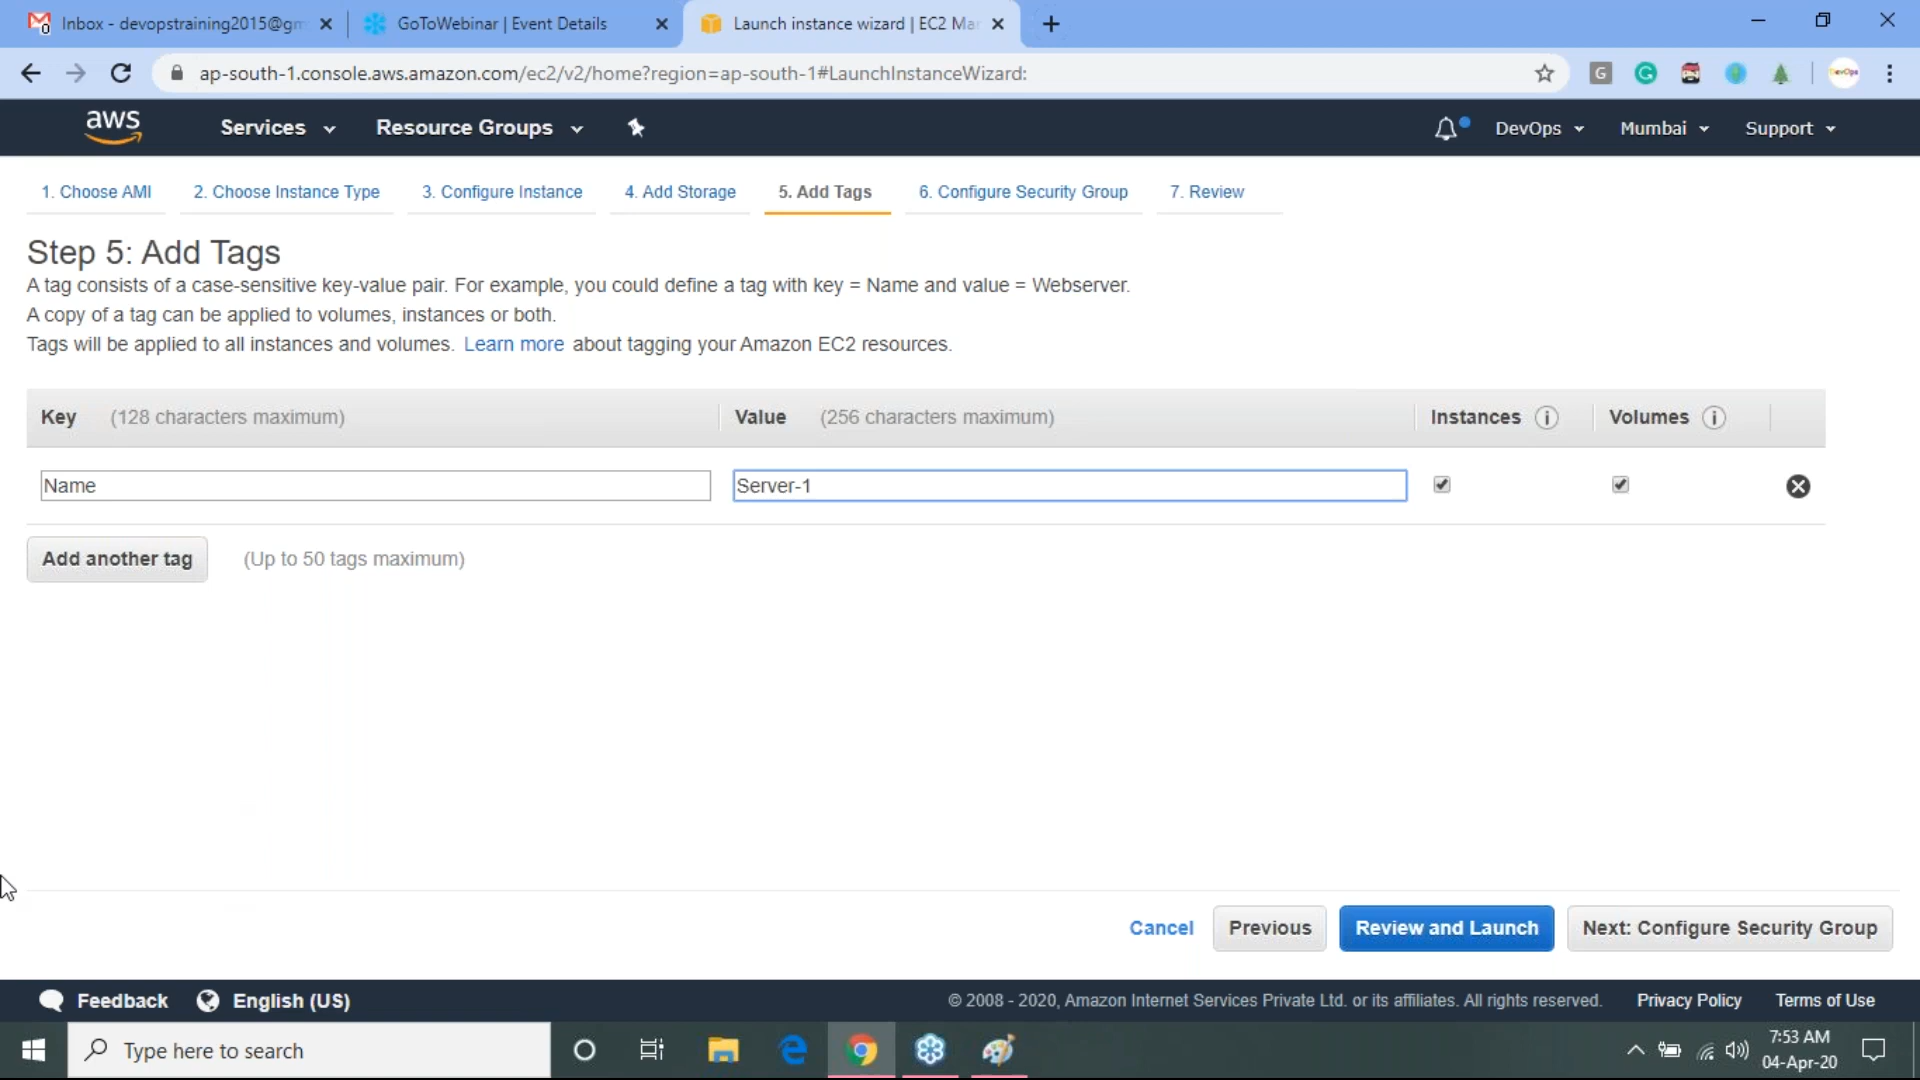 Inbox - devopstraining2015@gm
GoToWebinar | Event Details
Launch instance wizard | EC2 Ma
ap-south-1.console.aws.amazon.com/ec2/v2/home?region=ap-south-1#LaunchInstanceWizard:
aws
Services
Resource Groups
DevOps
Mumbai
Support
1. Choose AMI
2. Choose Instance Type
3. Configure Instance
4. Add Storage
5. Add Tags
6. Configure Security Group
7. Review
Step 5: Add Tags
A tag consists of a case-sensitive key-value pair. For example, you could define a tag with key = Name and value = Webserver.
A copy of a tag can be applied to volumes, instances or both.
Tags will be applied to all instances and volumes. Learn more about tagging your Amazon EC2 resources.
Key (128 characters maximum)
Value (256 characters maximum)
Instances
Volumes
Name
Server-1
Add another tag
(Up to 50 tags maximum)
Cancel
Previous
Review and Launch
Next: Configure Security Group
Feedback
English (US)
© 2008 - 2020, Amazon Internet Services Private Ltd. or its affiliates. All rights reserved.
Privacy Policy
Terms of Use
Type here to search
7:53 AM
04-Apr-20